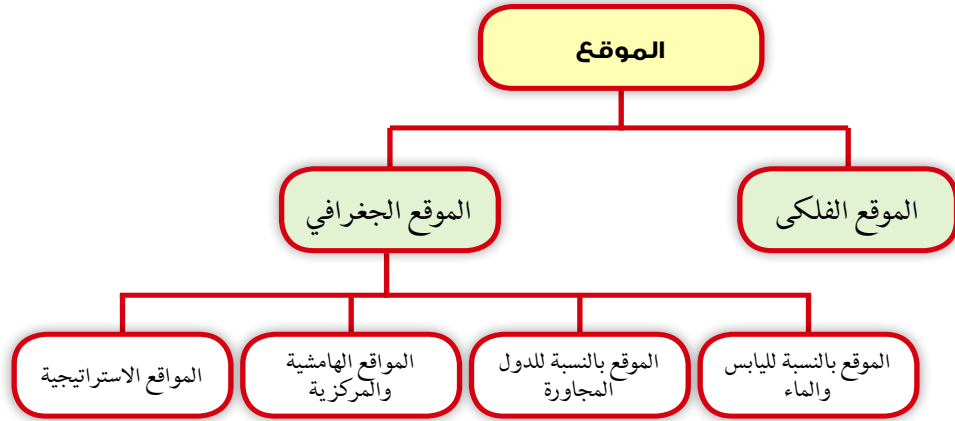 الموقع
الموقع الفلكى
الموقع الجغرافي
الموقع بالنسبة لليابس
والماء
الموقع بالنسبة للدول
المجاورة
المواقع الهامشية
والمركزية
المواقع الاستراتيجية